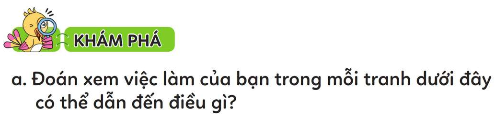 KHÁM PHÁ
a. Đoán xem việc làm của bạn trong mỗi tranh dưới đây
có thể dẫn đến điều gì?